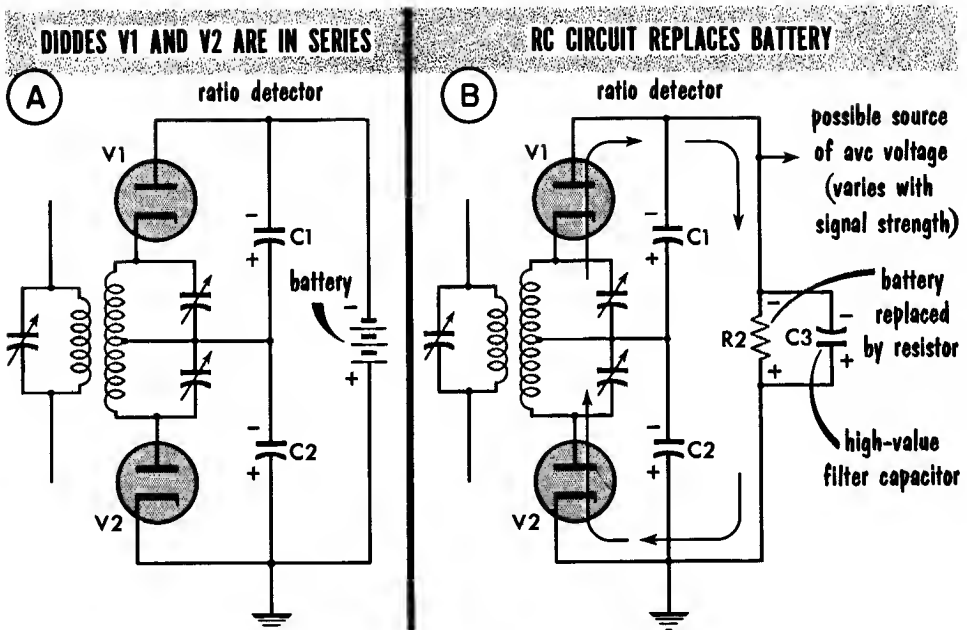 DIODES V1 AND V2 ARE IN SERIES
RC CIRCUIT REPLACES BATTERY
A
ratio detector
V1
-
C1
+
battery
-
+
-
C2
+
V2
B
ratio detector
possible source
of avc voltage
(varies with
signal strength)
V1
-
C1
+
battery
replaced
by resistor
-
R2
+
-
C3
+
-
C2
+
high-value
filter capacitor
V2